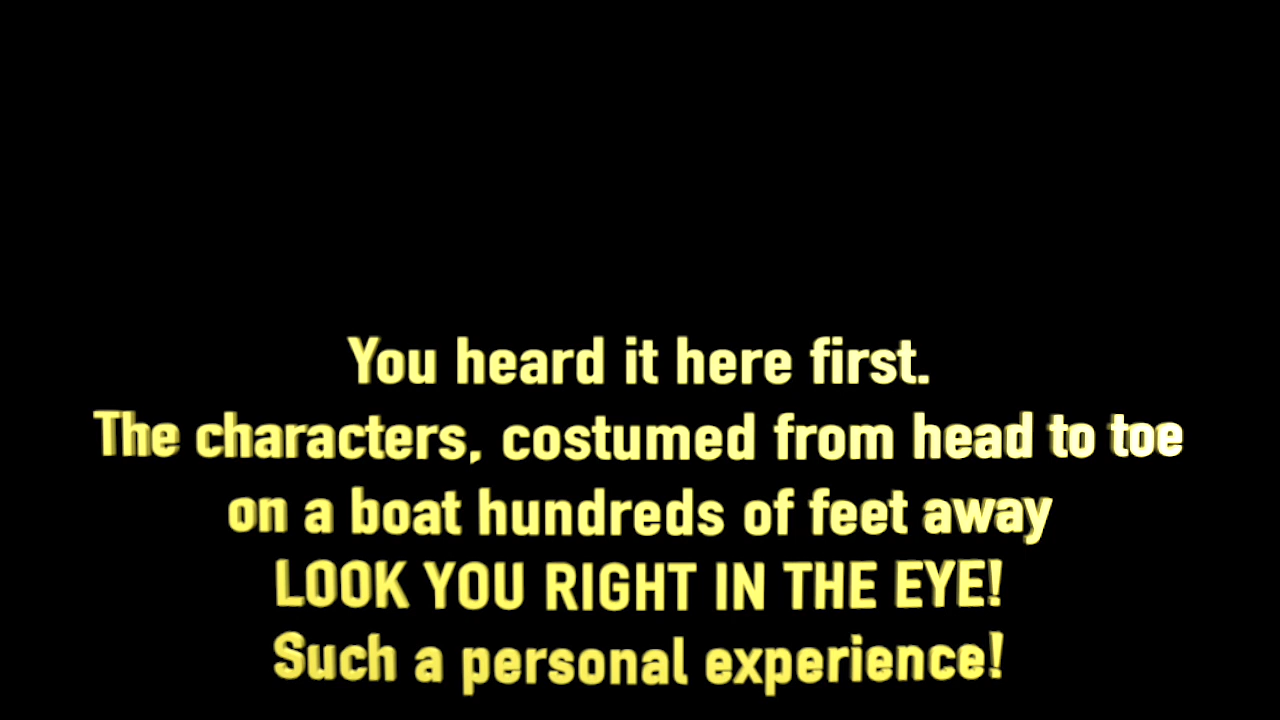 You heard it here first.
The characters, costumed from head to toe
on a boat hundreds of feet away
LOOK YOU RIGHT IN THE EYE!
Such a personal experience!